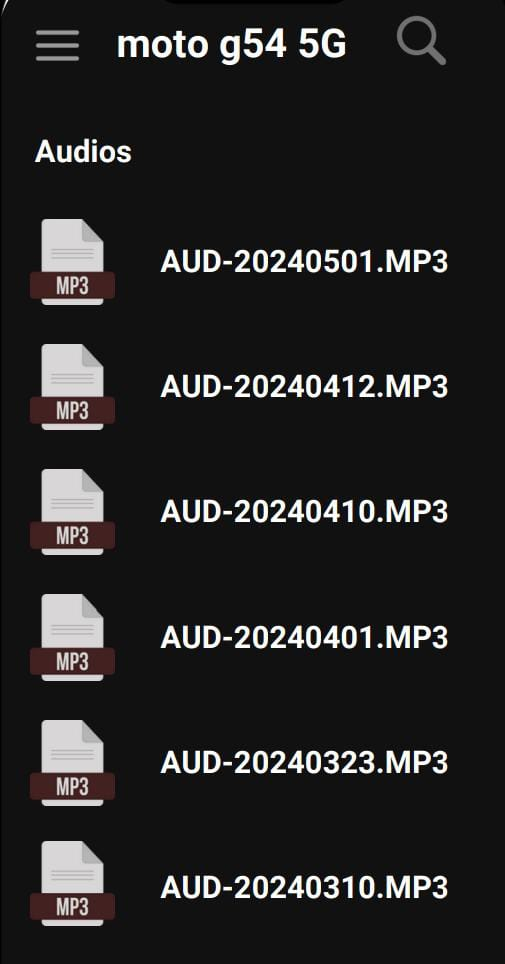 moto g54 5G
Audios
MP3 AUD-20240501.MP3
MP3 AUD-20240412.MP3
MP3 AUD-20240410.MP3
MP3 AUD-20240401.MP3
MP3 AUD-20240323.MP3
MP3 AUD-20240310.MP3